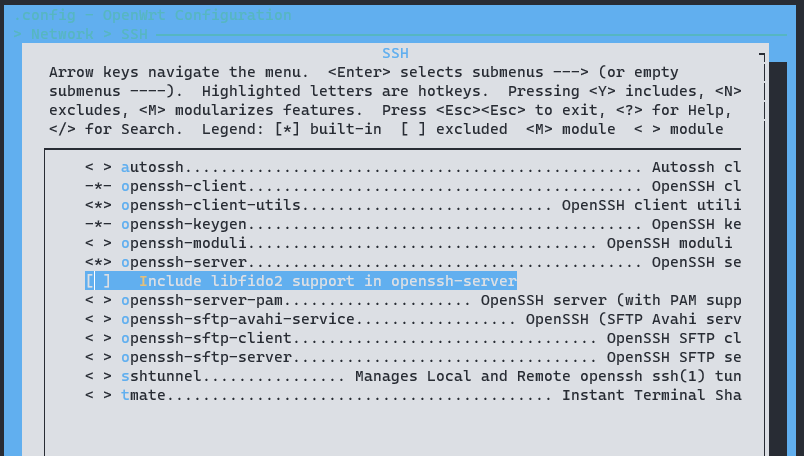 .config - OpenWrt Configuration
> Network > SSH
SSH
Arrow keys navigate the menu.  <Enter> selects submenus ---> (or empty
submenus ----).  Highlighted letters are hotkeys.  Pressing <Y> includes, <N>
excludes, <M> modularizes features.  Press <Esc><Esc> to exit, <?> for Help,
</> for Search.  Legend: [*] built-in  [ ] excluded  <M> module  < > module
< > autossh................................................... Autossh cl
-*- openssh-client............................................ OpenSSH cl
<*> openssh-client-utils............................ OpenSSH client utili
-*- openssh-keygen............................................ OpenSSH ke
< > openssh-moduli....................................... OpenSSH moduli
<*> openssh-server............................................ OpenSSH se
[ ]   Include libfido2 support in openssh-server
< > openssh-server-pam..................... OpenSSH server (with PAM supp
< > openssh-sftp-avahi-service.................. OpenSSH (SFTP Avahi serv
< > openssh-sftp-client.................................. OpenSSH SFTP cl
< > openssh-sftp-server.................................. OpenSSH SFTP se
< > sshtunnel................ Manages Local and Remote openssh ssh(1) tun
< > tmate........................................... Instant Terminal Sha